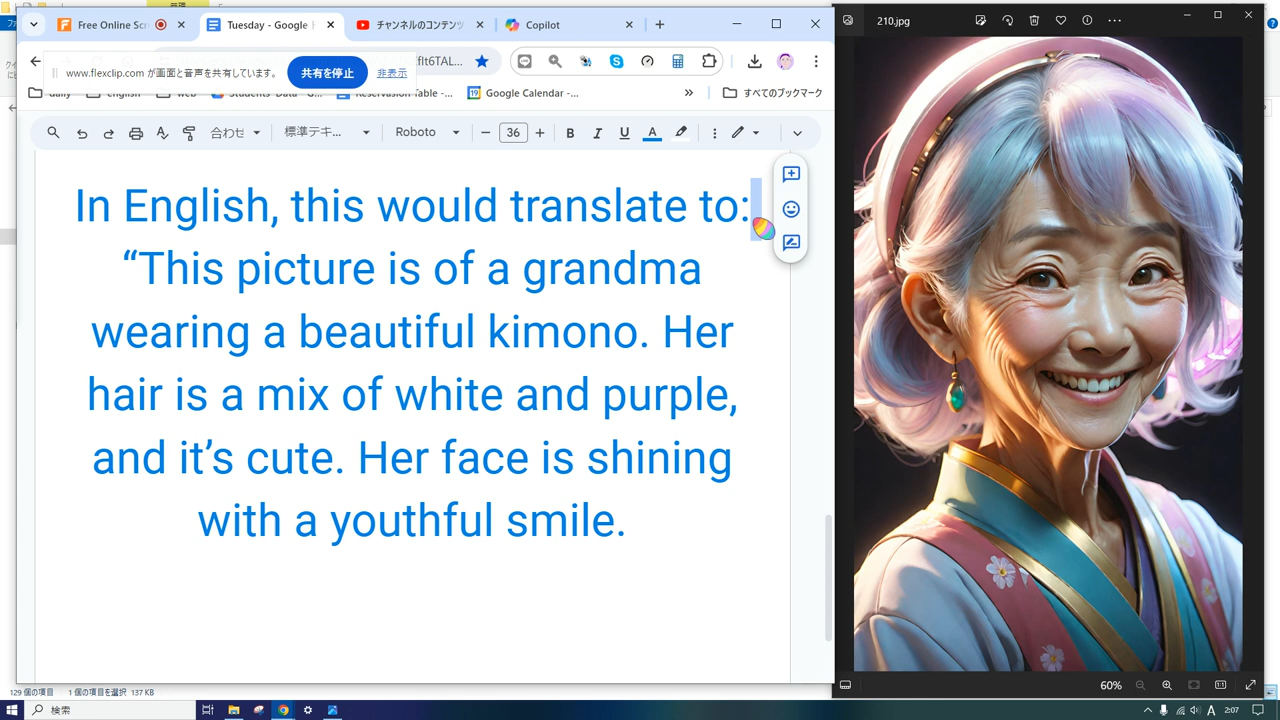 Free Online Scr
Tuesday - Google
チャンネルのコンテンツ
Copilot
210.jpg
www.flexclip.com が画面と音声を共有しています。
共有を停止
非表示
flt6TAL...
daily
english
web
Students' Data - G...
Reservasion Table -...
Google Calendar -...
すべてのブックマーク
合わせ
標準テキ...
Roboto
36
In English, this would translate to:
“This picture is of a grandma
wearing a beautiful kimono. Her
hair is a mix of white and purple,
and it’s cute. Her face is shining
with a youthful smile.
129 個の項目
1 個の項目を選択 137 KB
60%
検索
A
2:07